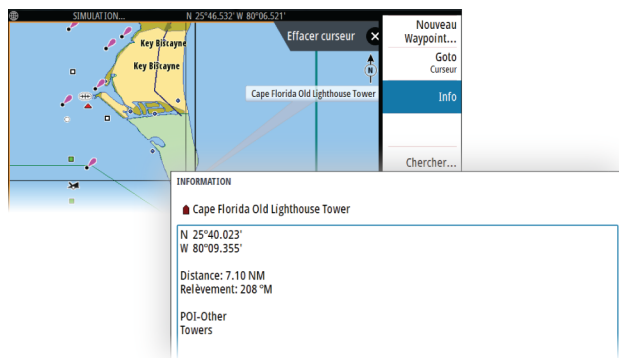 SIMULATION... N 25°46.532' W 80°06.521'
Effacer curseur
Nouveau
Waypoint...
Goto
Curseur
Info
Chercher...
Key Biscayne
Key Biscayne
N
Cape Florida Old Lighthouse Tower
INFORMATION
Cape Florida Old Lighthouse Tower
N 25°40.023'
W 80°09.355'
Distance: 7.10 NM
Relèvement: 208 °M
POI-Other
Towers